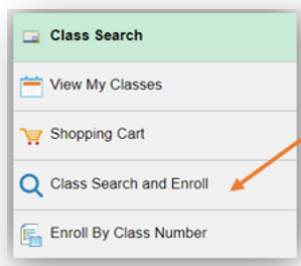 Class Search
View My Classes
Shopping Cart
Class Search and Enroll
Enroll By Class Number